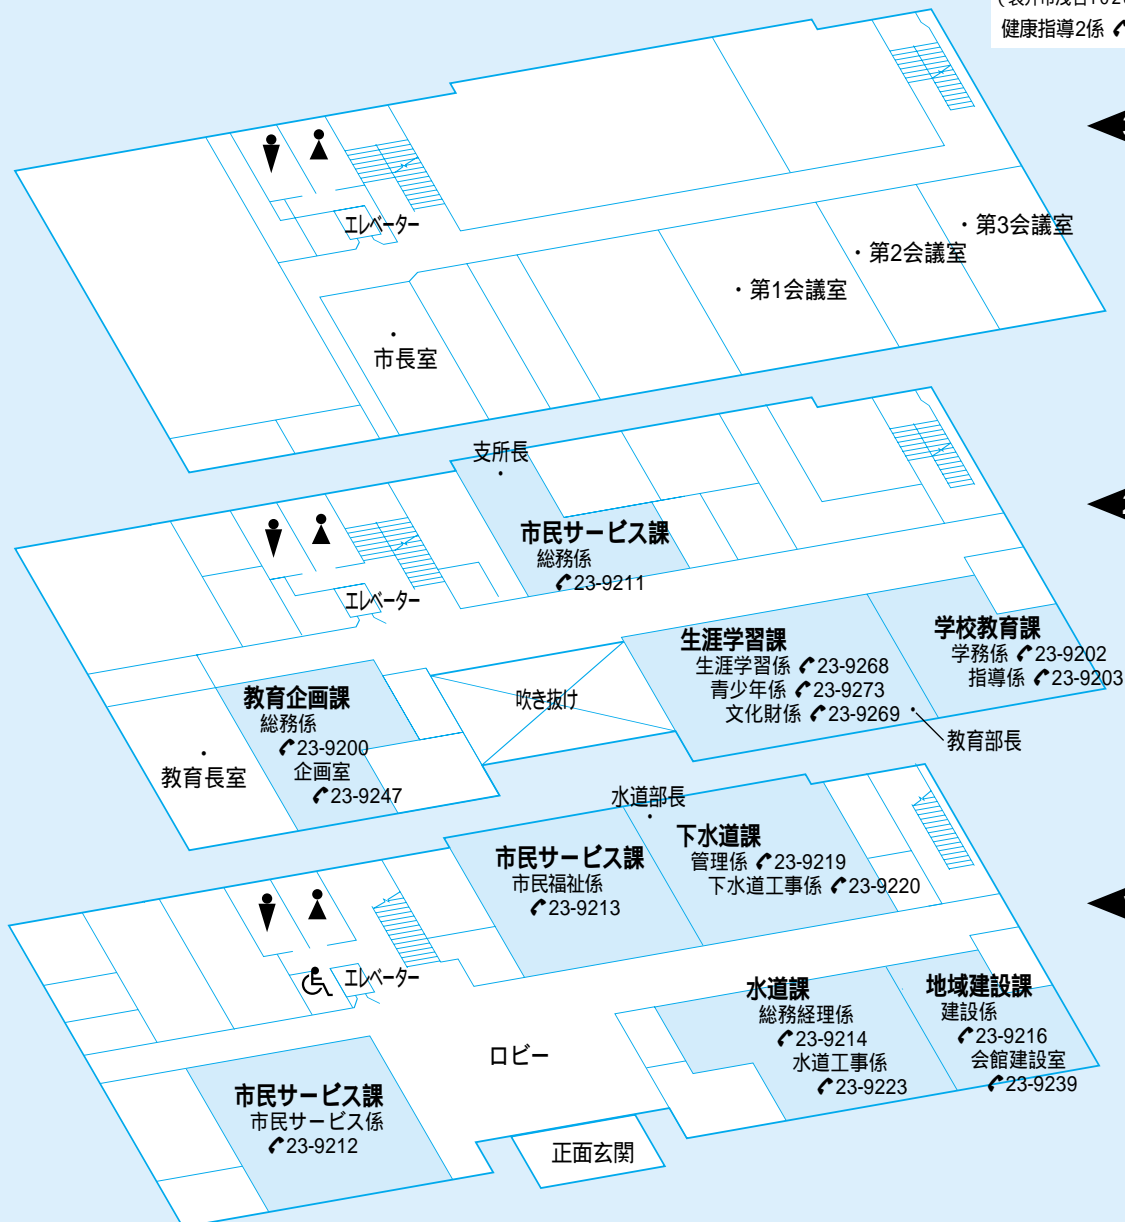 健康指導2係
エレベーター
・第3会議室
・第2会議室
・第1会議室
市長室
支所長
市民サービス課
総務係
23-9211
エレベーター
生涯学習課
生涯学習係 23-9268
青少年係 23-9273
文化財係 23-9269
学校教育課
学務係 23-9202
指導係 23-9203
教育部長
吹き抜け
教育企画課
総務係
23-9200
企画室
23-9247
教育長室
水道部長
下水道課
管理係 23-9219
下水道工事係 23-9220
市民サービス課
市民福祉係
23-9213
エレベーター
水道課
総務経理係
23-9214
水道工事係
23-9223
地域建設課
建設係
23-9216
会館建設室
23-9239
ロビー
市民サービス課
市民サービス係
23-9212
正面玄関